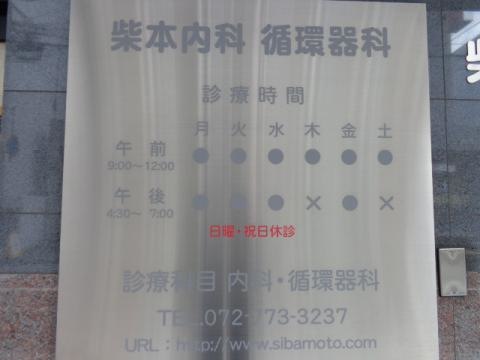 柴本内科 循環器科
診療時間
月 火 水 木 金 土
午前 9:00〜12:00 ● ● ● ● ● ●
午後 4:30〜 7:00 ● ● ● × ● ×
日曜・祝日休診
診療科目 内科・循環器科
TEL.072-773-3237
URL：http://www.sibamoto.com
柴